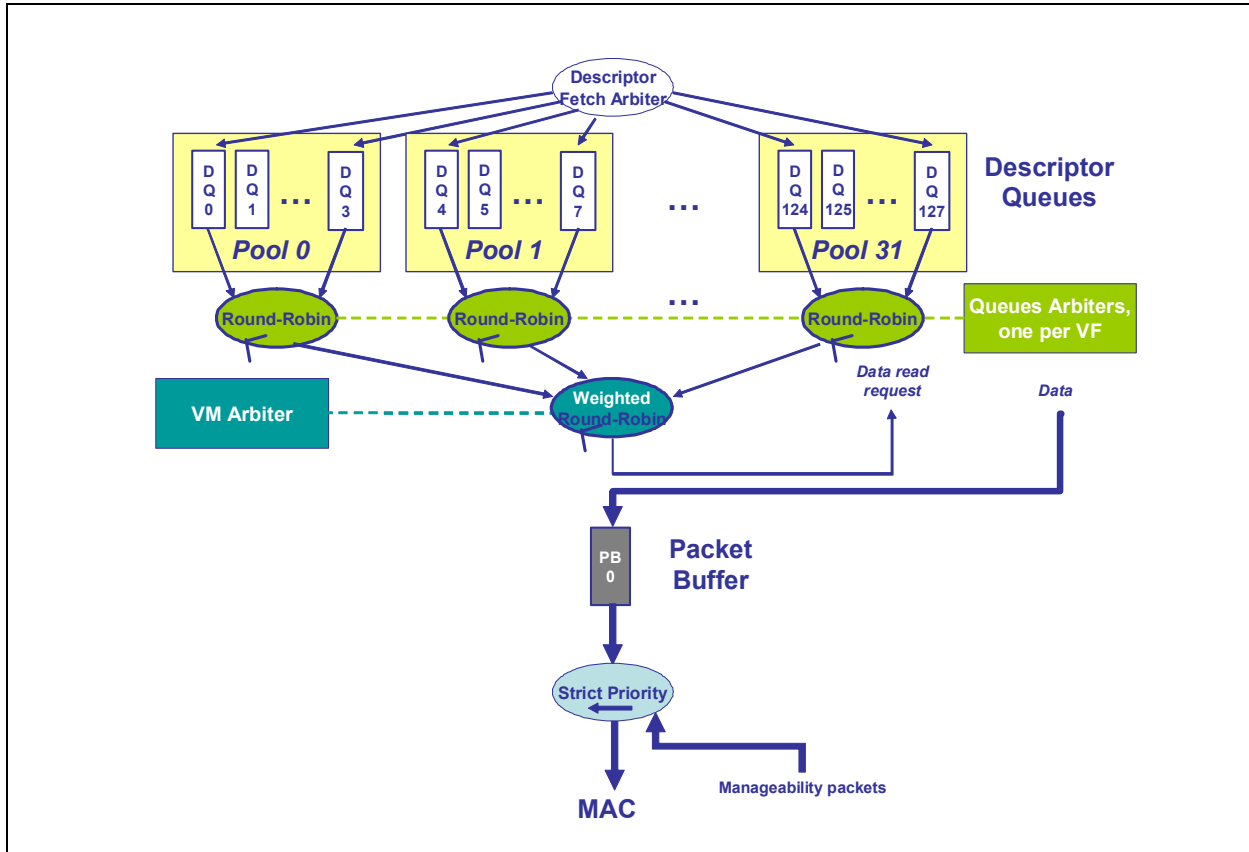 Descriptor
Fetch Arbiter
D
Q
0
D
Q
1
...
D
Q
3
Pool 0
D
Q
4
D
Q
5
...
D
Q
7
Pool 1
...
D
Q
124
D
Q
125
...
D
Q
127
Pool 31
Descriptor
Queues
Round-Robin
Round-Robin
...
Round-Robin
Queues Arbiters,
one per VF
VM Arbiter
Weighted
Round-Robin
Data read
request
Data
PB
0
Packet
Buffer
Strict Priority
Manageability packets
MAC